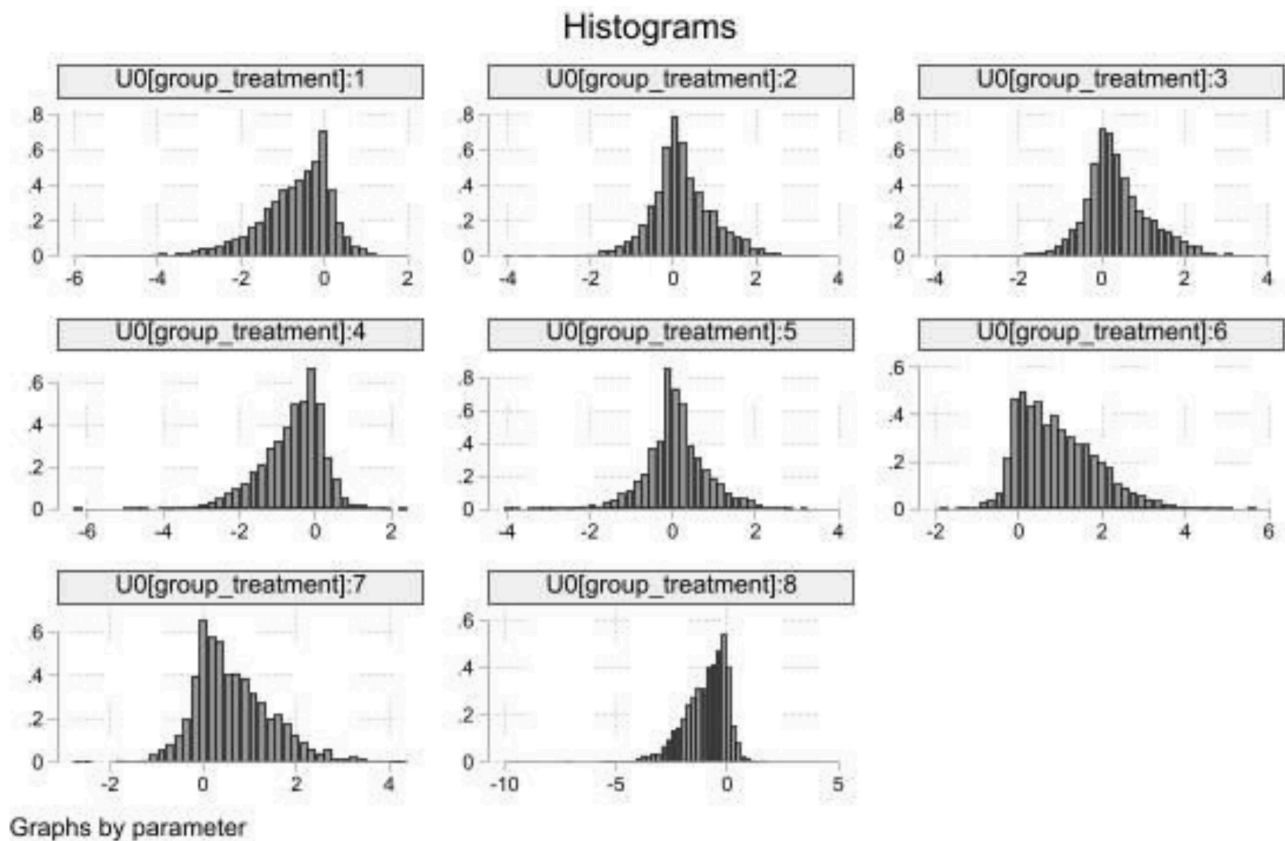 Histograms
U0[group_treatment]:1 U0[group_treatment]:2 U0[group_treatment]:3
.8 .8 .8
.6 .6 .6
.4 .4 .4
.2 .2 .2
0 0 0
-6 -4 -2 0 2 -4 -2 0 2 4 -4 -2 0 2 4
U0[group_treatment]:4 U0[group_treatment]:5 U0[group_treatment]:6
.6 .8 .6
.4 .6 .4
.2 .4 .2
0 .2 0
0
-6 -4 -2 0 2 -4 -2 0 2 4 -2 0 2 4 6
U0[group_treatment]:7 U0[group_treatment]:8
.6 .6
.4 .4
.2 .2
0 0
-2 0 2 4 -10 -5 0 5
Graphs by parameter